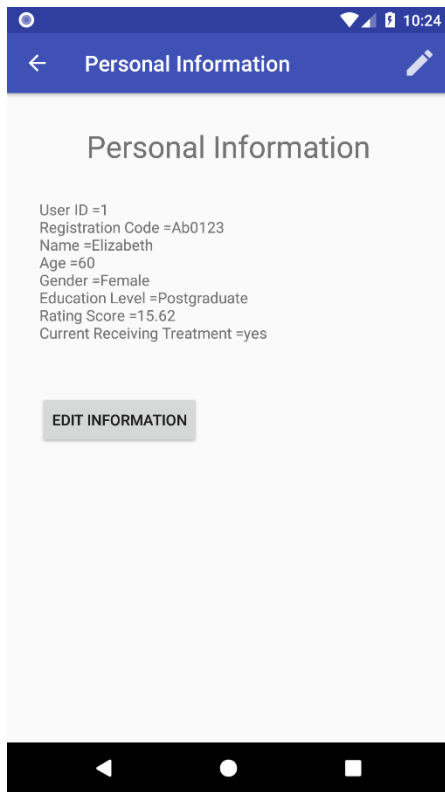 10:24
Personal Information
Personal Information
User ID =1
Registration Code =Ab0123
Name =Elizabeth
Age =60
Gender =Female
Education Level =Postgraduate
Rating Score =15.62
Current Receiving Treatment =yes
EDIT INFORMATION